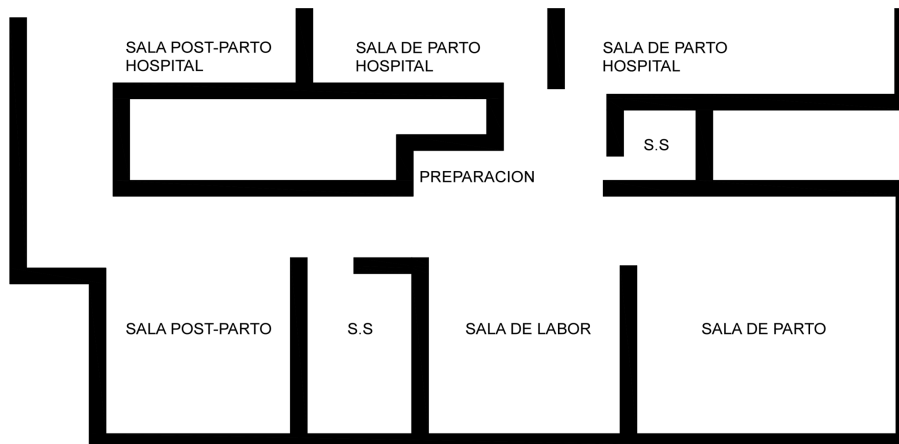 SALA POST-PARTO
HOSPITAL
SALA DE PARTO
HOSPITAL
SALA DE PARTO
HOSPITAL
S.S
PREPARACION
SALA POST-PARTO
S.S
SALA DE LABOR
SALA DE PARTO